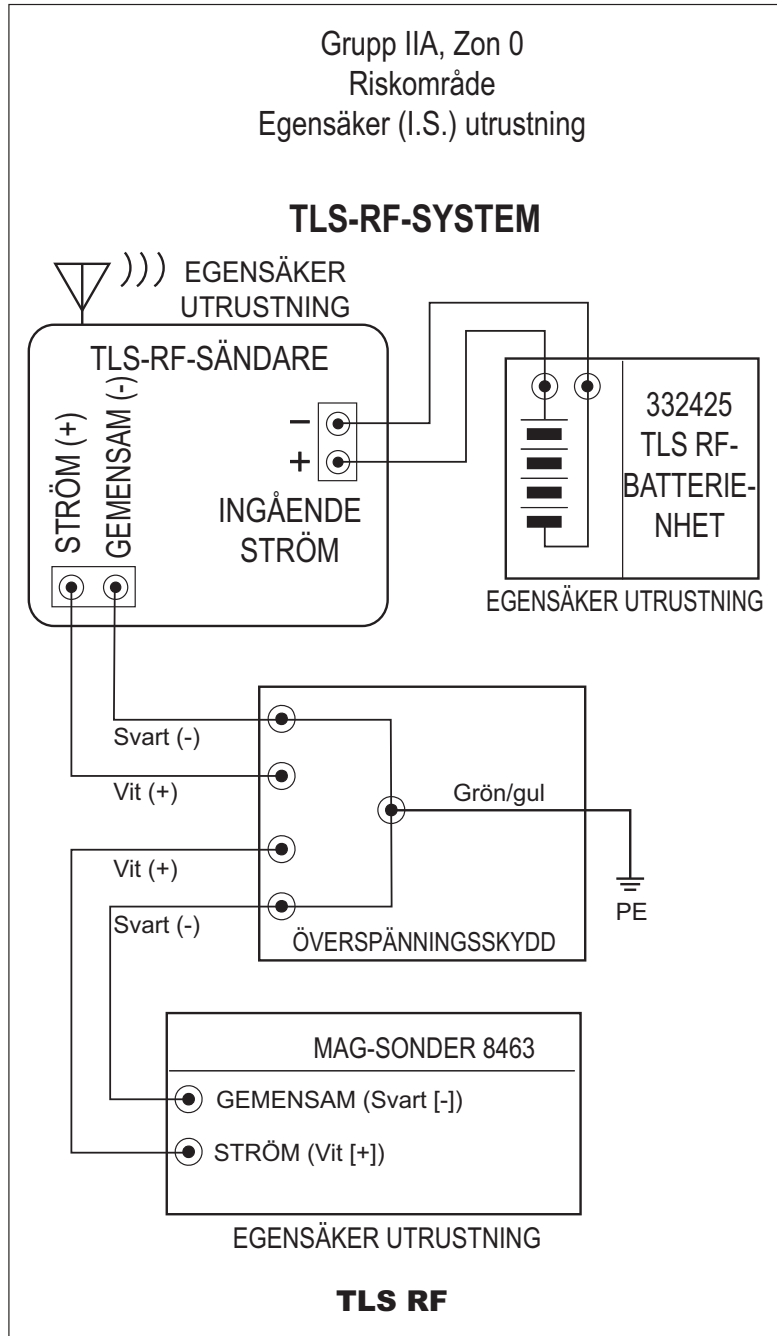 Grupp IIA, Zon 0
Riskområde
Egensäker (I.S.) utrustning
TLS-RF-SYSTEM
EGENSÄKER
UTRUSTNING
TLS-RF-SÄNDARE
STRÖM (+)
GEMENSAM (-)
–
+
INGÅENDE
STRÖM
332425
TLS RF-
BATTERIE-
NHET
EGENSÄKER UTRUSTNING
Svart (-)
Vit (+)
Vit (+)
Svart (-)
Grön/gul
PE
ÖVERSPÄNNINGSSKYDD
MAG-SONDER 8463
GEMENSAM (Svart [-])
STRÖM (Vit [+])
EGENSÄKER UTRUSTNING
TLS RF